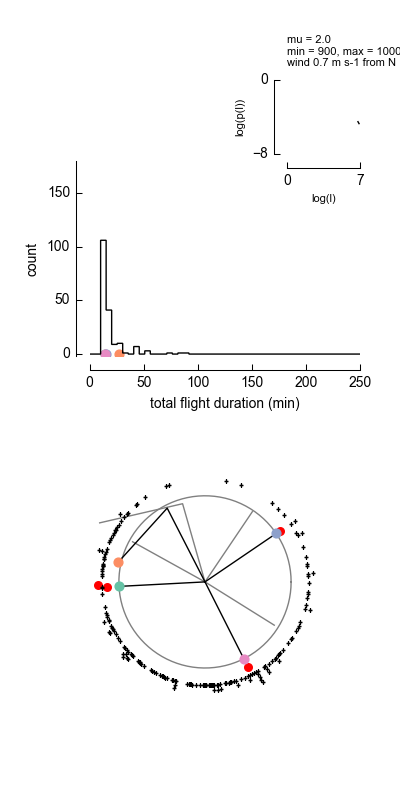 mu = 2.0
min = 900, max = 1000
wind 0.7 m s-1 from N
0
log(p(l))
−8
0
7
log(l)
150
100
50
0
count
0
50
100
150
200
250
total flight duration (min)